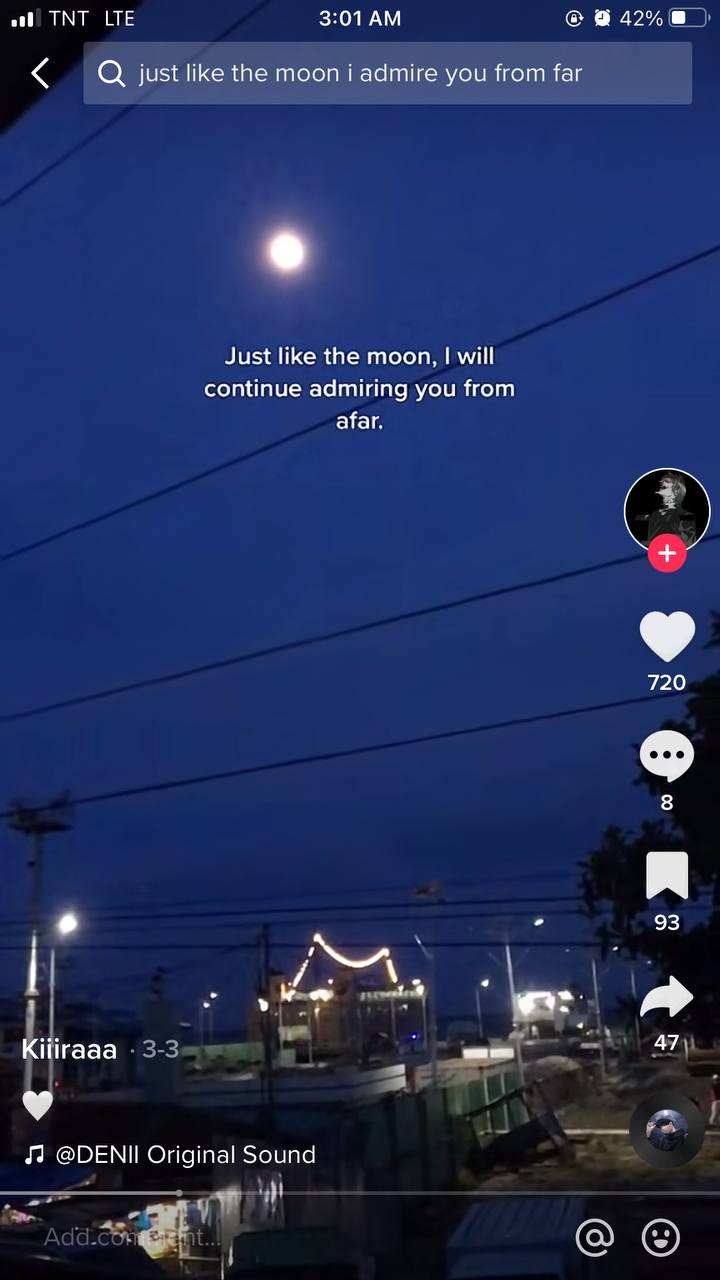 TNT LTE 3:01 AM 42%
just like the moon i admire you from far
Just like the moon, I will
continue admiring you from
afar.
720
8
93
47
Kiiiraaa · 3-3
@DENII Original Sound
Add comment...